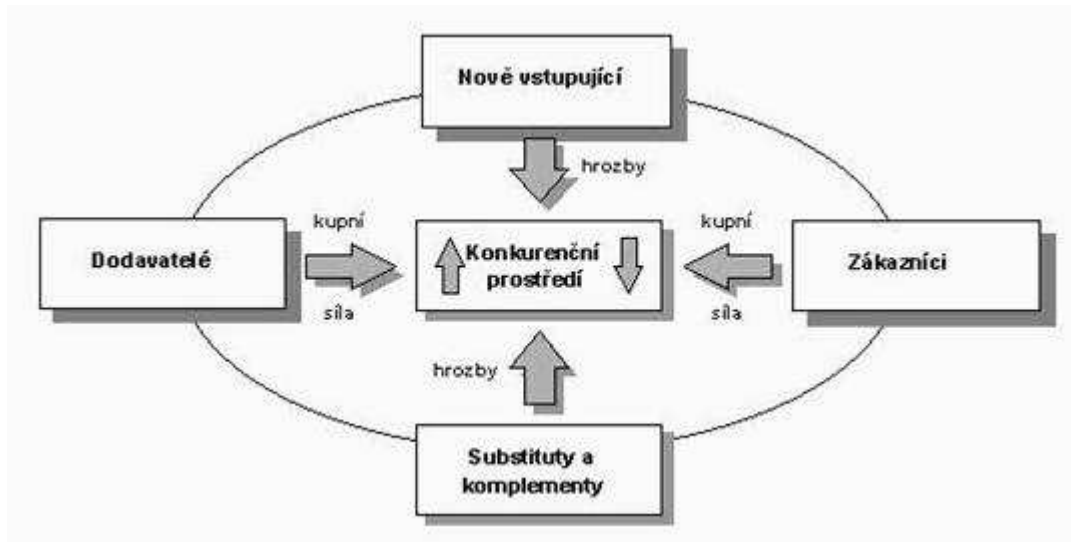 Nově vstupující
hrozby
kupní
síla
Dodavatelé
Konkurenční
prostředí
kupní
síla
Zákazníci
hrozby
Substituty a
komplementy